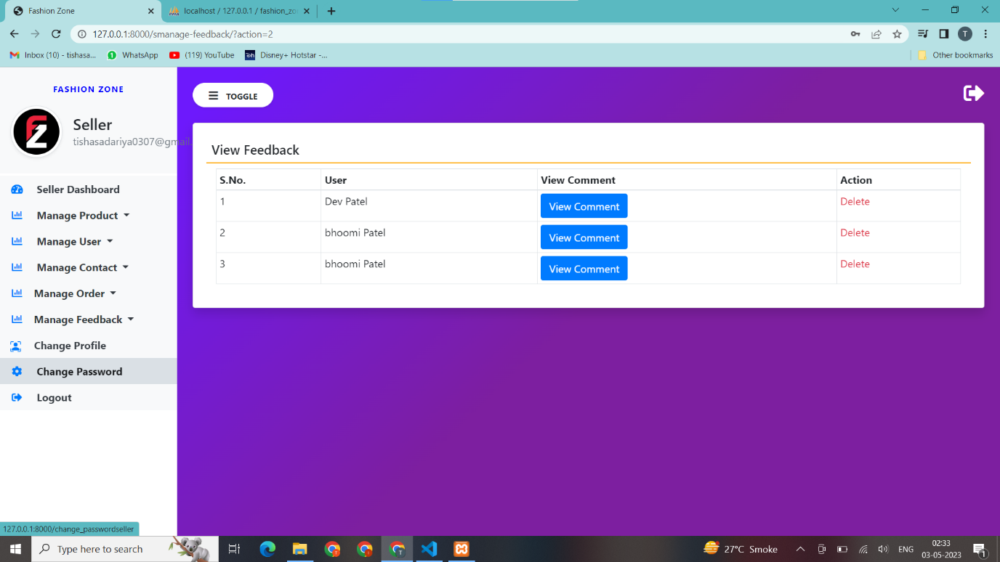 Fashion Zone
localhost / 127.0.0.1 / fashion_zo
127.0.0.1:8000/smanage-feedback/?action=2
T
Inbox (10) - tishasa...
WhatsApp
(119) YouTube
Disney+ Hotstar -...
Other bookmarks
FASHION ZONE
TOGGLE
FZ
Seller
tishasadariya0307@gmail.
View Feedback
S.No. User View Comment Action
1 Dev Patel View Comment Delete
2 bhoomi Patel View Comment Delete
3 bhoomi Patel View Comment Delete
Seller Dashboard
Manage Product
Manage User
Manage Contact
Manage Order
Manage Feedback
Change Profile
Change Password
Logout
127.0.0.1:8000/change_passwordseller
Type here to search
27°C Smoke
ENG
02:33
03-05-2023
1